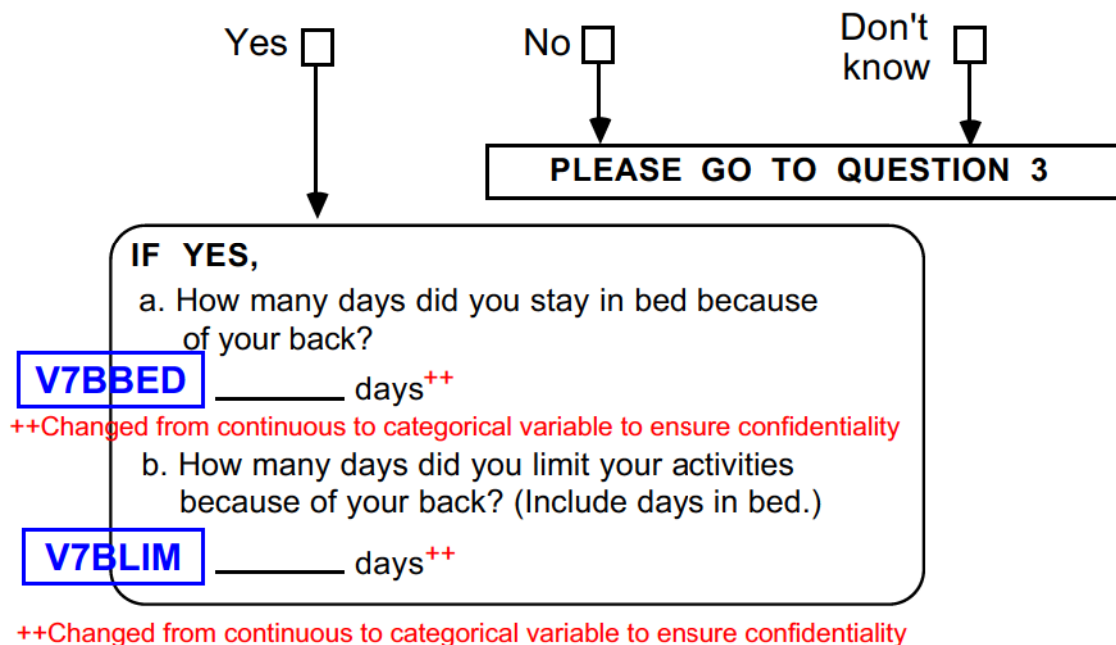 Yes No Don't
know
PLEASE GO TO QUESTION 3
IF YES,
a. How many days did you stay in bed because
of your back?
V7BBED ______ days++
++Changed from continuous to categorical variable to ensure confidentiality
b. How many days did you limit your activities
because of your back? (Include days in bed.)
V7BLIM ______ days++
++Changed from continuous to categorical variable to ensure confidentiality